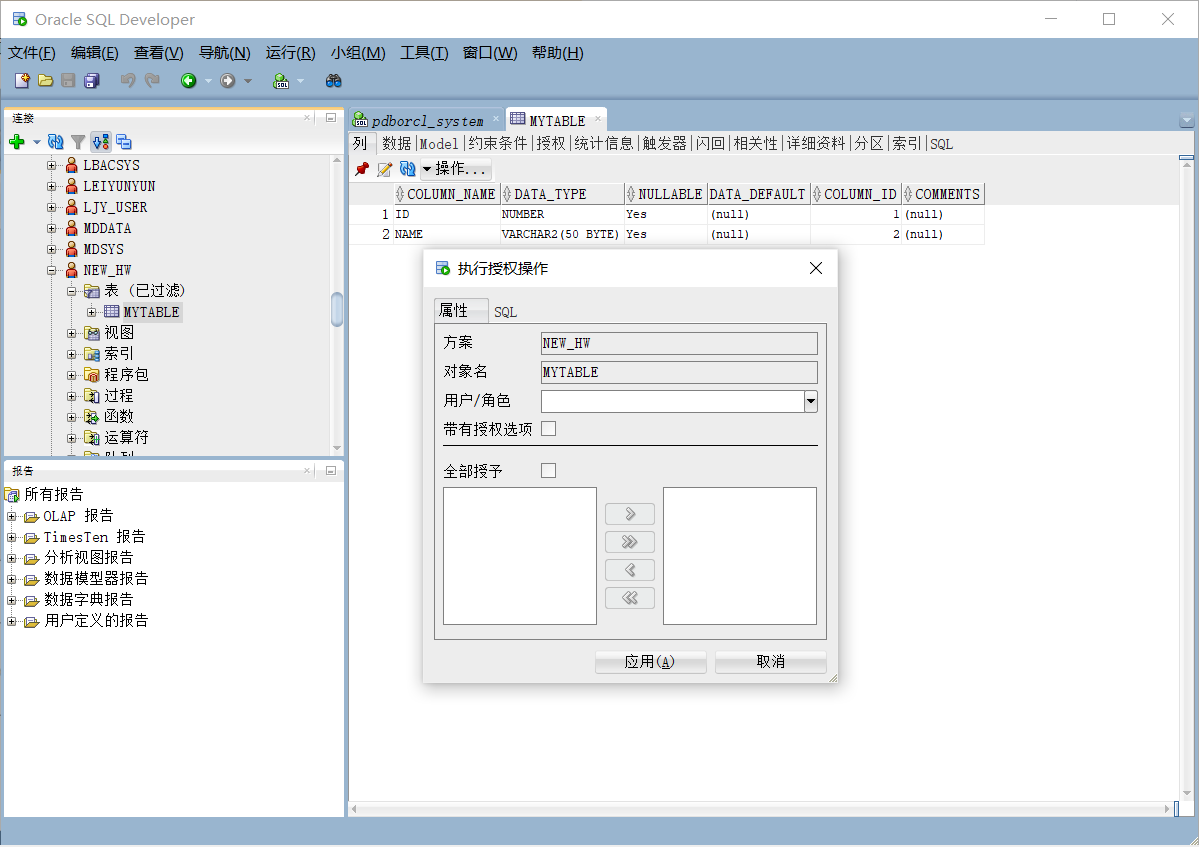 Oracle SQL Developer
文件(F) 编辑(E) 查看(V) 导航(N) 运行(R) 小组(M) 工具(T) 窗口(W) 帮助(H)
连接
LBACSYS
LEIYUNYUN
LJY_USER
MDDATA
MDSYS
NEW_HW
表 (已过滤)
MYTABLE
视图
索引
程序包
过程
函数
运算符
队列
报告
所有报告
OLAP 报告
TimesTen 报告
分析视图报告
数据模型器报告
数据字典报告
用户定义的报告
pdborcl_system MYTABLE
列 数据 Model 约束条件 授权 统计信息 触发器 闪回 相关性 详细资料 分区 索引 SQL
操作...
COLUMN_NAME DATA_TYPE NULLABLE DATA_DEFAULT COLUMN_ID COMMENTS
1 ID NUMBER Yes (null) 1 (null)
2 NAME VARCHAR2(50 BYTE) Yes (null) 2 (null)
执行授权操作
属性 SQL
方案 NEW_HW
对象名 MYTABLE
用户/角色
带有授权选项
全部授予
应用(A) 取消